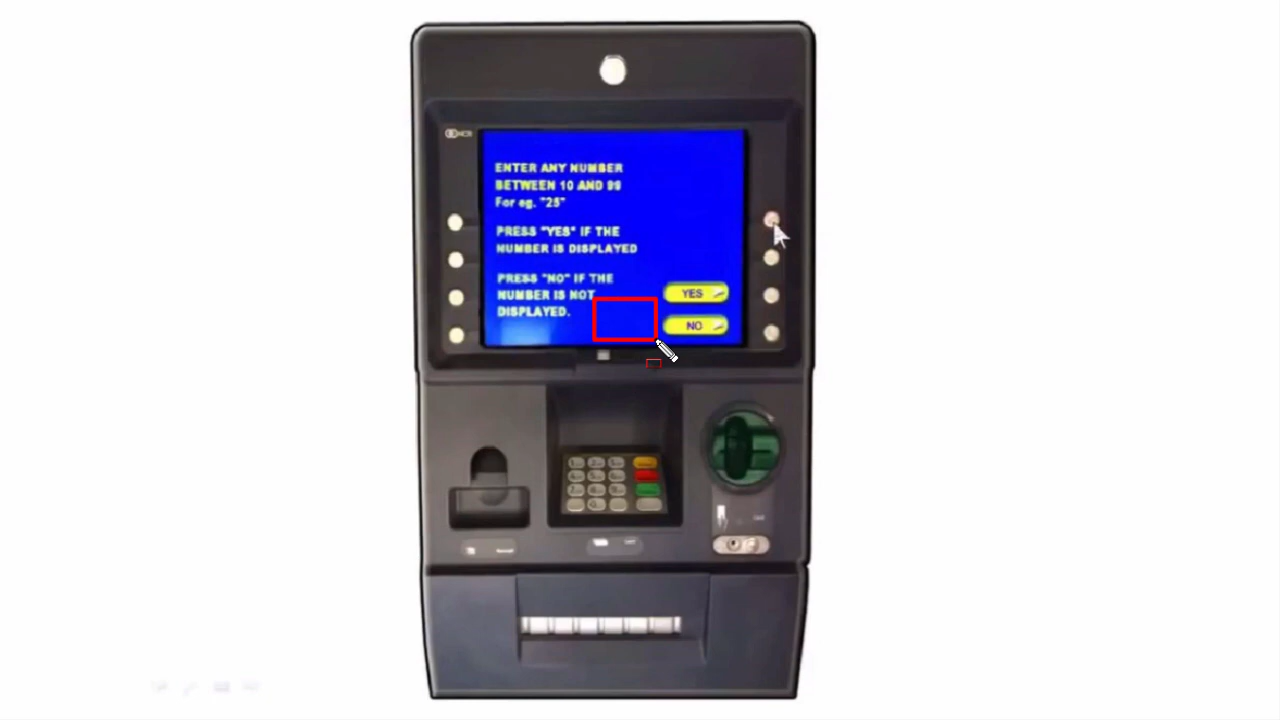 ENTER ANY NUMBER
BETWEEN 10 AND 99
For eg. "25"
PRESS "YES" IF THE
NUMBER IS DISPLAYED
PRESS "NO" IF THE
NUMBER IS NOT
DISPLAYED.
YES
NO